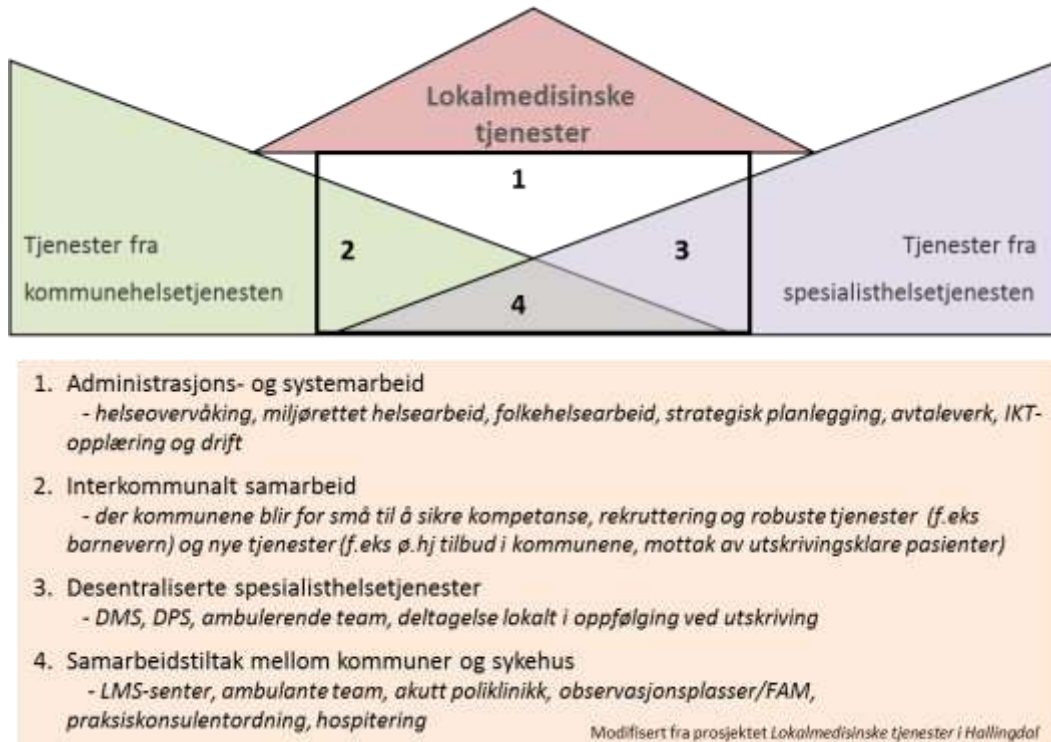 Lokalmedisinske
tjenester
1
Tjenester fra
kommunehelsetjenesten
2
3
Tjenester fra
spesialisthelsetjenesten
4
1. Administrasjons- og systemarbeid
- helseovervåking, miljørettet helsearbeid, folkehelsearbeid, strategisk planlegging, avtaleverk, IKT-
opplæring og drift
2. Interkommunalt samarbeid
- der kommunene blir for små til å sikre kompetanse, rekruttering og robuste tjenester (f.eks
barnevern) og nye tjenester (f.eks ø.hj tilbud i kommunene, mottak av utskrivingsklare pasienter)
3. Desentraliserte spesialisthelsetjenester
- DMS, DPS, ambulerende team, deltagelse lokalt i oppfølging ved utskriving
4. Samarbeidstiltak mellom kommuner og sykehus
- LMS-senter, ambulante team, akutt poliklinikk, observasjonsplasser/FAM,
praksiskonsulentordning, hospitering
Modifisert fra prosjektet Lokalmedisinske tjenester i Hallingdal